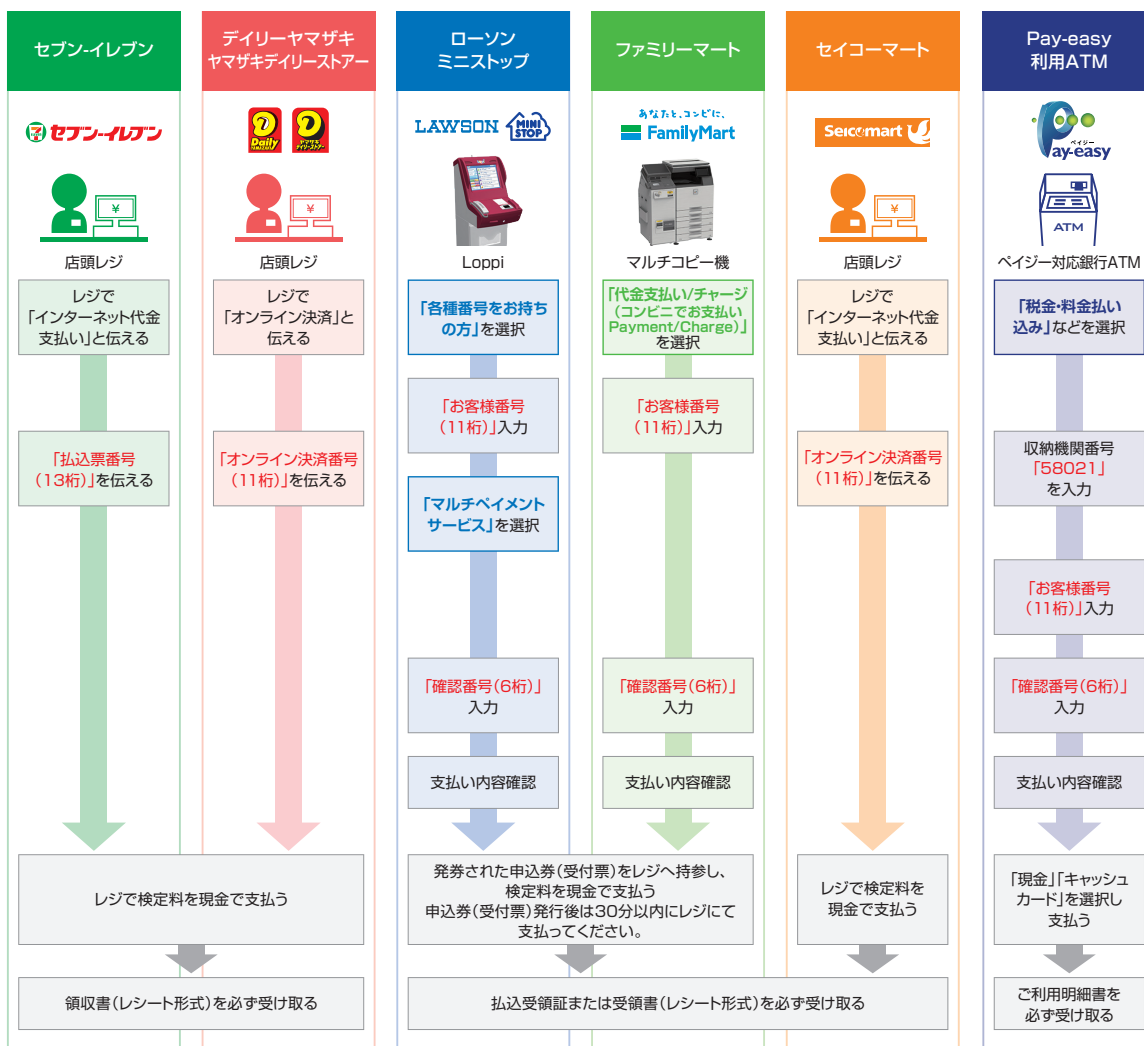 セブン-イレブン
デイリーヤマザキ
ヤマザキデイリーストアー
ローソン
ミニストップ
ファミリーマート
セイコーマート
Pay-easy
利用ATM
セブン-イレブン
Daily
YAMAZAKI
ヤマザキ
デイリーストアー
LAWSON
MINI
STOP
あなたと、コンビに、
FamilyMart
Seicomart
ペイジー
Pay-easy
¥
¥
¥
ATM
店頭レジ
店頭レジ
Loppi
マルチコピー機
店頭レジ
ペイジー対応銀行ATM
レジで
「インターネット代金
支払い」と伝える
レジで
「オンライン決済」と
伝える
「各種番号をお持ち
の方」を選択
「代金支払い/チャージ
(コンビニでお支払い
Payment/Charge)」
を選択
レジで
「インターネット代金
支払い」と伝える
「税金・料金払い
込み」などを選択
「お客様番号
(11桁)」入力
「お客様番号
(11桁)」入力
「払込票番号
(13桁)」を伝える
「オンライン決済番号
(11桁)」を伝える
「マルチペイメント
サービス」を選択
「オンライン決済番号
(11桁)」を伝える
収納機関番号
「58021」
を入力
「お客様番号
(11桁)」入力
「確認番号(6桁)」
入力
「確認番号(6桁)」
入力
「確認番号(6桁)」
入力
支払い内容確認
支払い内容確認
支払い内容確認
レジで検定料を現金で支払う
発券された申込券(受付票)をレジへ持参し、
検定料を現金で支払う
申込券(受付票)発行後は30分以内にレジにて
支払ってください。
レジで検定料を
現金で支払う
「現金」「キャッシュ
カード」を選択し
支払う
領収書(レシート形式)を必ず受け取る
払込受領証または受領書(レシート形式)を必ず受け取る
ご利用明細書を
必ず受け取る